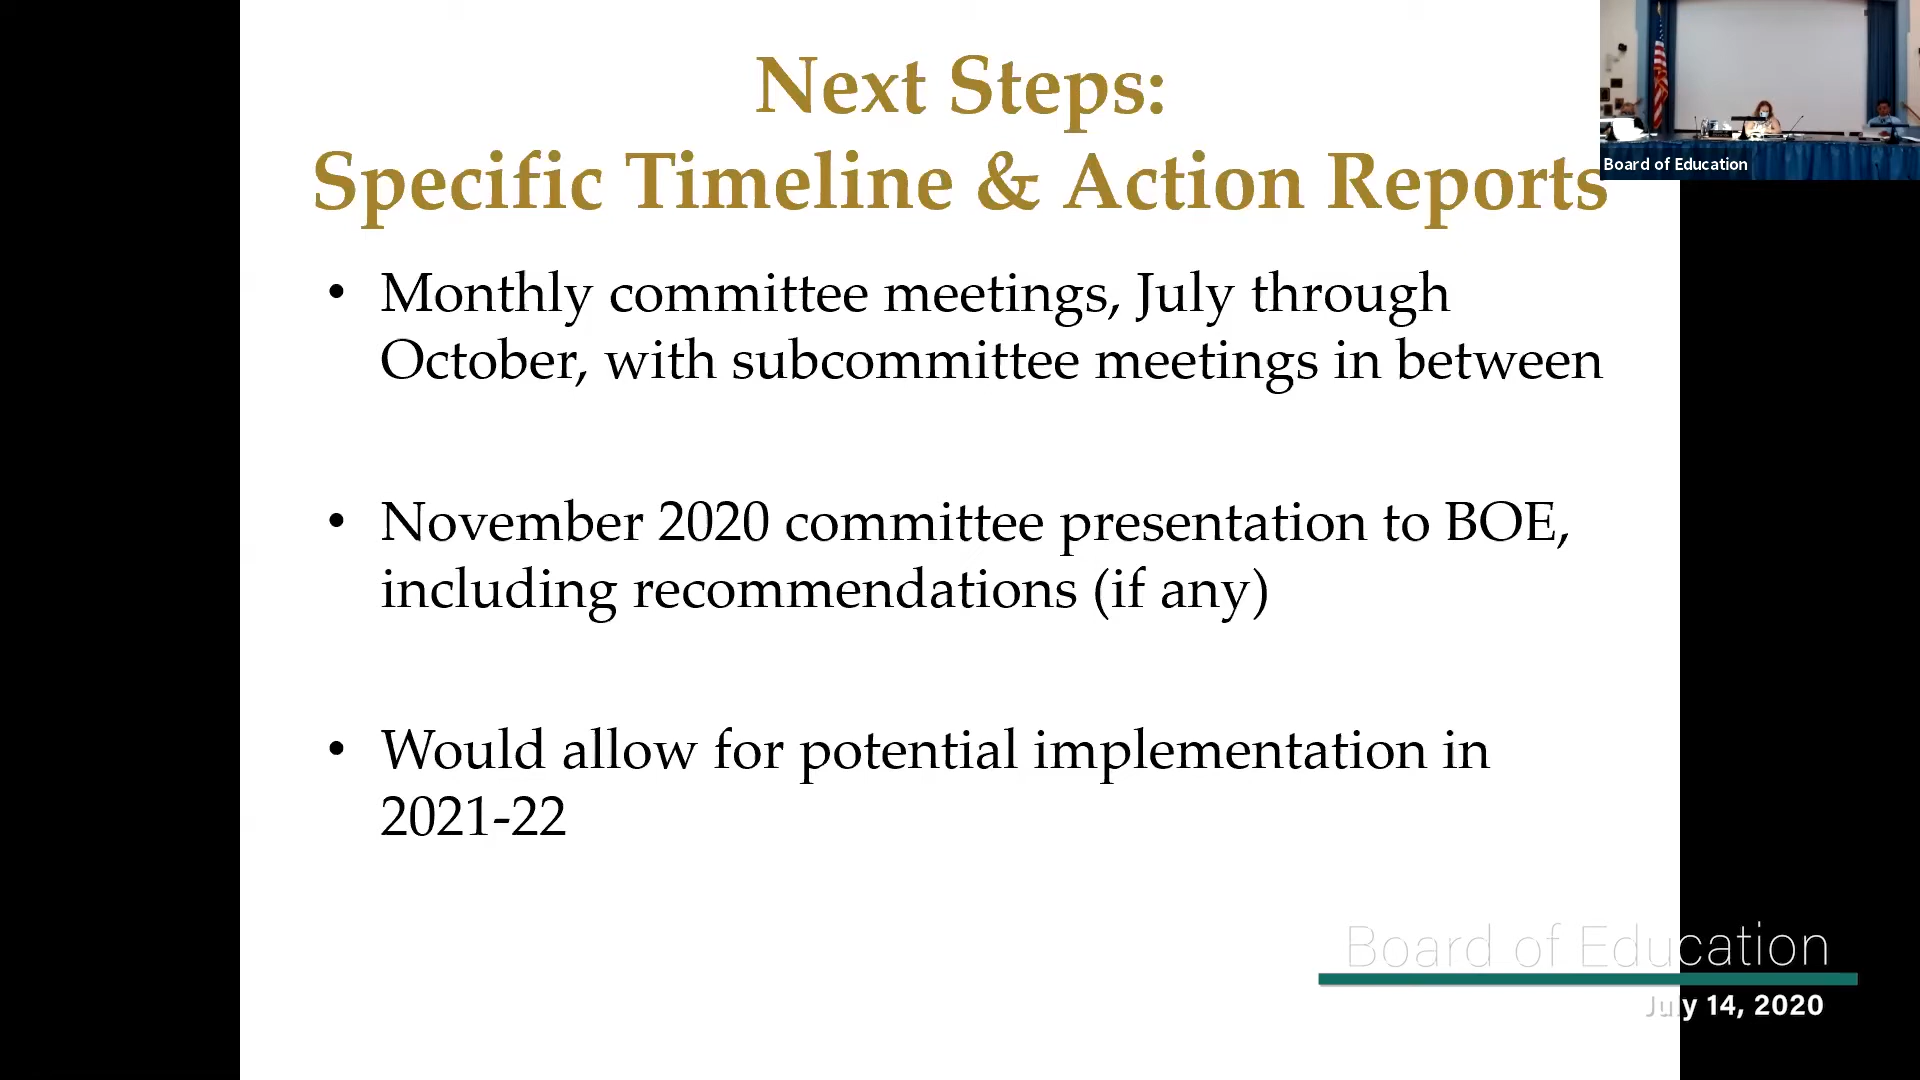 Next Steps:
Specific Timeline & Action Reports
Board of Education
• Monthly committee meetings, July through
October, with subcommittee meetings in between
• November 2020 committee presentation to BOE,
including recommendations (if any)
• Would allow for potential implementation in
2021-22
Board of Education
July 14, 2020